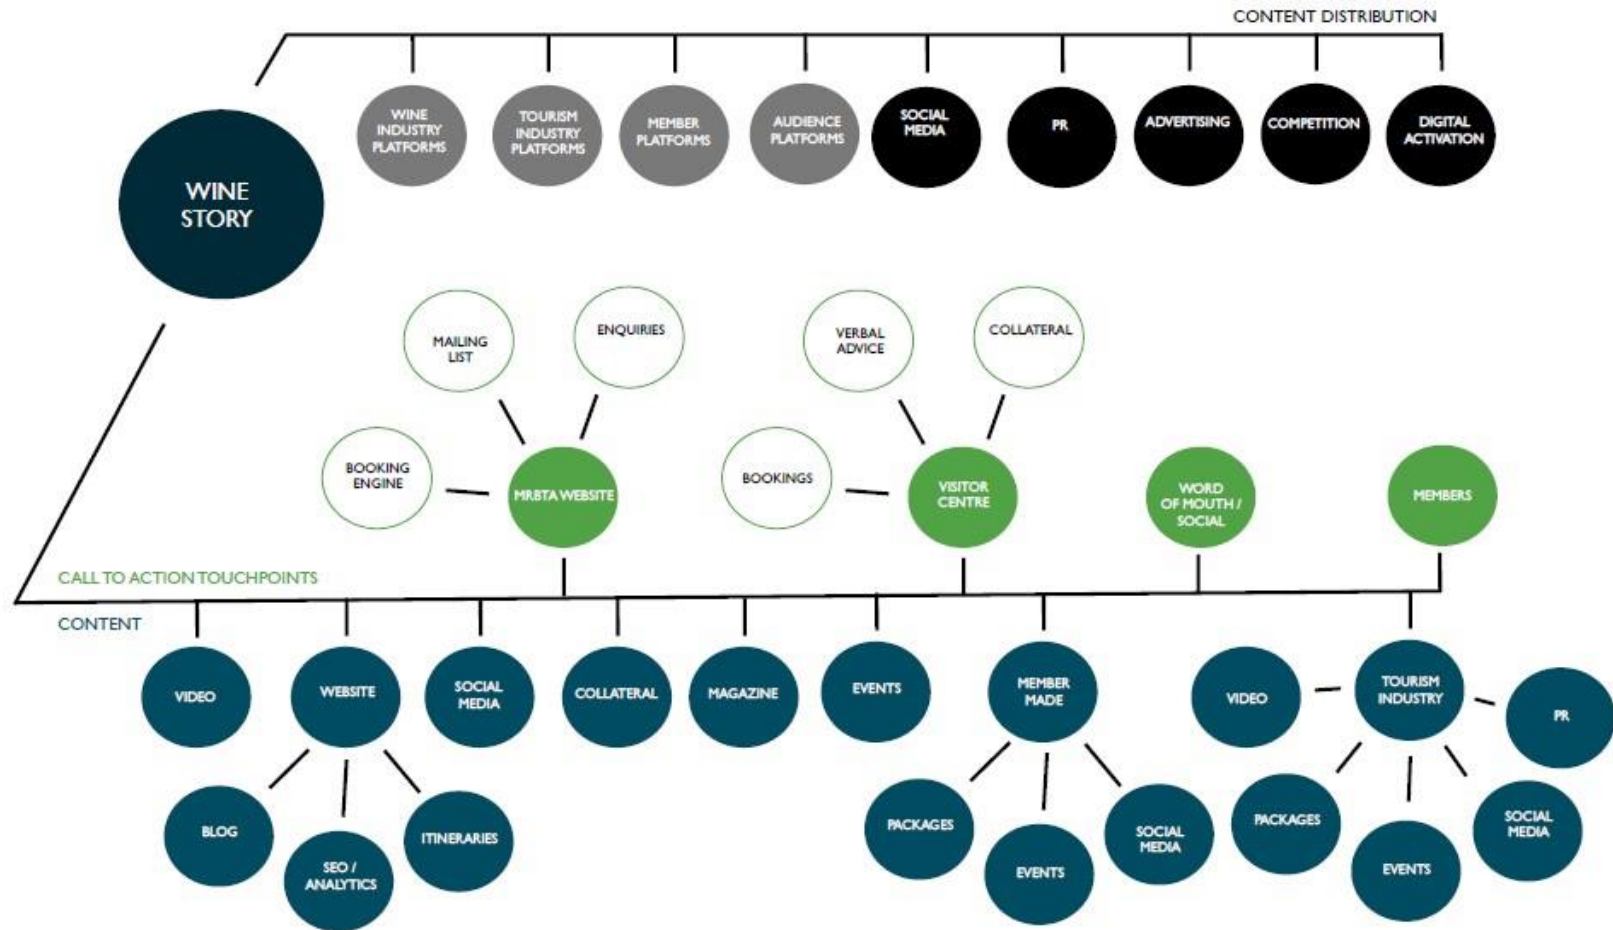 CONTENT DISTRIBUTION
WINE
INDUSTRY
PLATFORMS
TOURISM
INDUSTRY
PLATFORMS
MEMBER
PLATFORMS
AUDIENCE
PLATFORMS
SOCIAL
MEDIA
PR
ADVERTISING
COMPETITION
DIGITAL
ACTIVATION
WINE
STORY
MAILING
LIST
ENQUIRIES
VERBAL
ADVICE
COLLATERAL
BOOKING
ENGINE
MRBTA WEBSITE
BOOKINGS
VISITOR
CENTRE
WORD
OF MOUTH /
SOCIAL
MEMBERS
CALL TO ACTION TOUCHPOINTS
CONTENT
VIDEO
WEBSITE
SOCIAL
MEDIA
COLLATERAL
MAGAZINE
EVENTS
MEMBER
MADE
VIDEO
TOURISM
INDUSTRY
PR
BLOG
SEO /
ANALYTICS
ITINERARIES
PACKAGES
EVENTS
SOCIAL
MEDIA
PACKAGES
EVENTS
SOCIAL
MEDIA